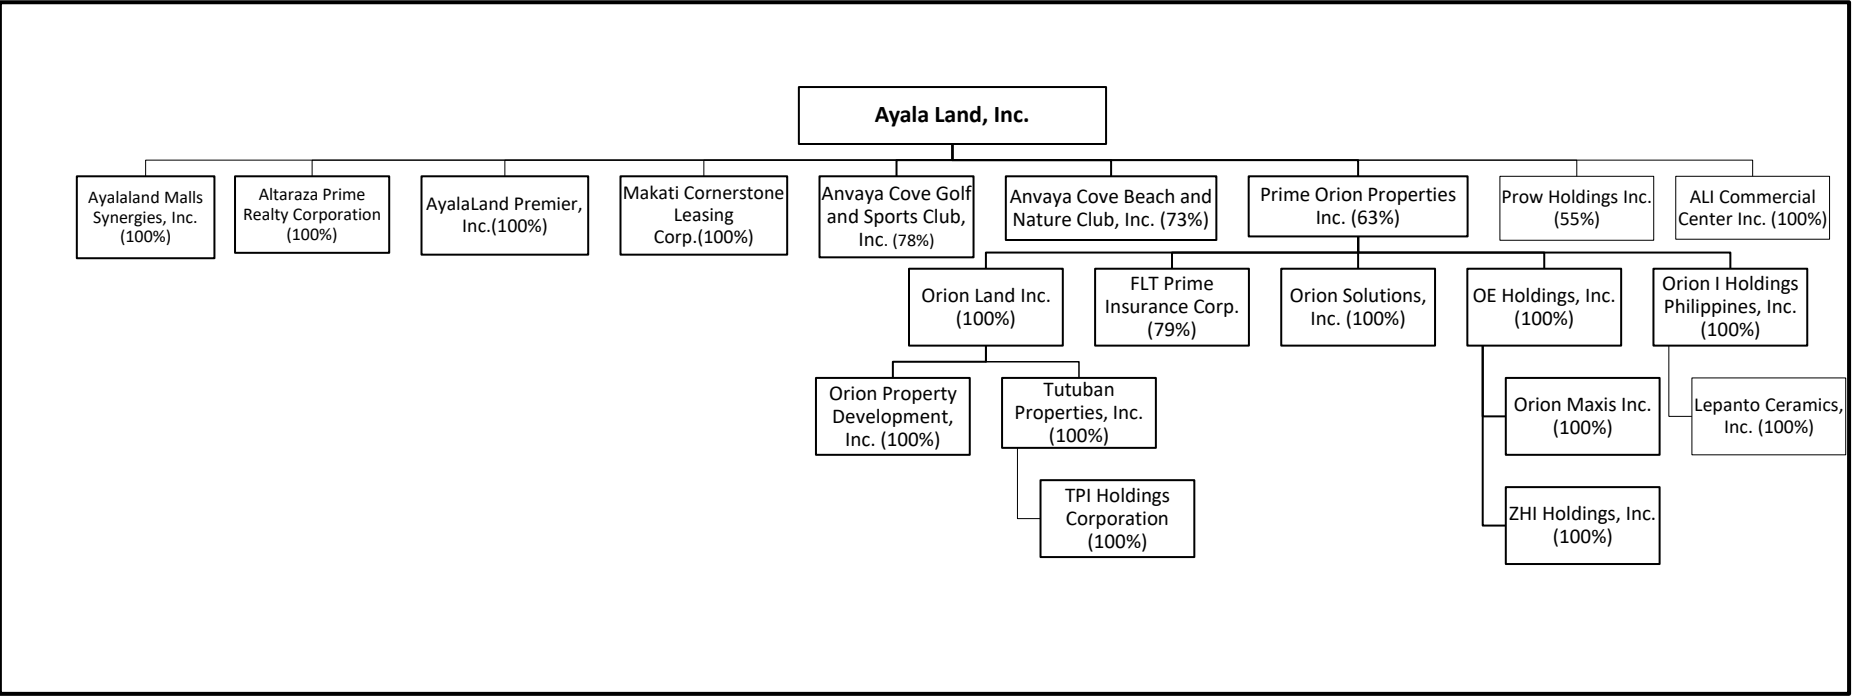 Ayala Land, Inc.
Ayalaland Malls
Synergies, Inc.
(100%)
Altaraza Prime
Realty Corporation
(100%)
AyalaLand Premier,
Inc.(100%)
Makati Cornerstone
Leasing
Corp.(100%)
Anvaya Cove Golf
and Sports Club,
Inc. (78%)
Anvaya Cove Beach and
Nature Club, Inc. (73%)
Prime Orion Properties
Inc. (63%)
Prow Holdings Inc.
(55%)
ALI Commercial
Center Inc. (100%)
Orion Land Inc.
(100%)
FLT Prime
Insurance Corp.
(79%)
Orion Solutions,
Inc. (100%)
OE Holdings, Inc.
(100%)
Orion I Holdings
Philippines, Inc.
(100%)
Orion Property
Development,
Inc. (100%)
Tutuban
Properties, Inc.
(100%)
Orion Maxis Inc.
(100%)
Lepanto Ceramics,
Inc. (100%)
TPI Holdings
Corporation
(100%)
ZHI Holdings, Inc.
(100%)